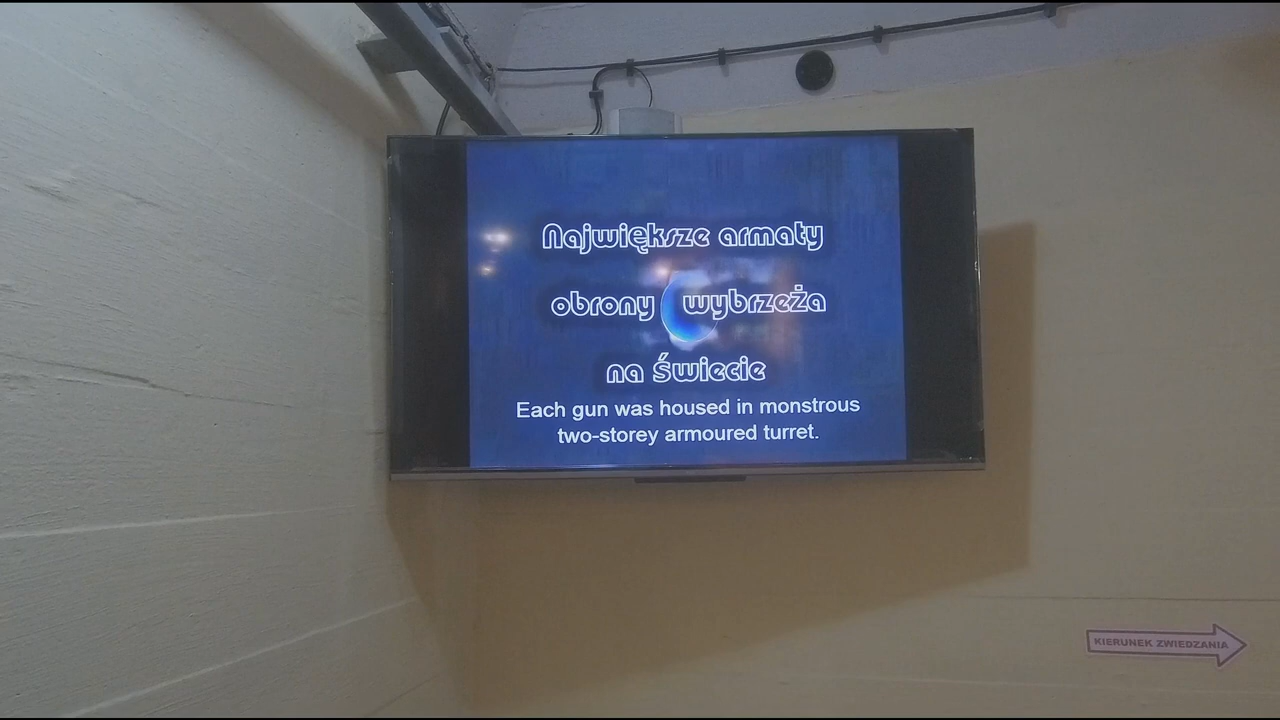 Największe armaty
obrony wybrzeża
na świecie
Each gun was housed in monstrous
two-storey armoured turret.
KIERUNEK ZWIEDZANIA